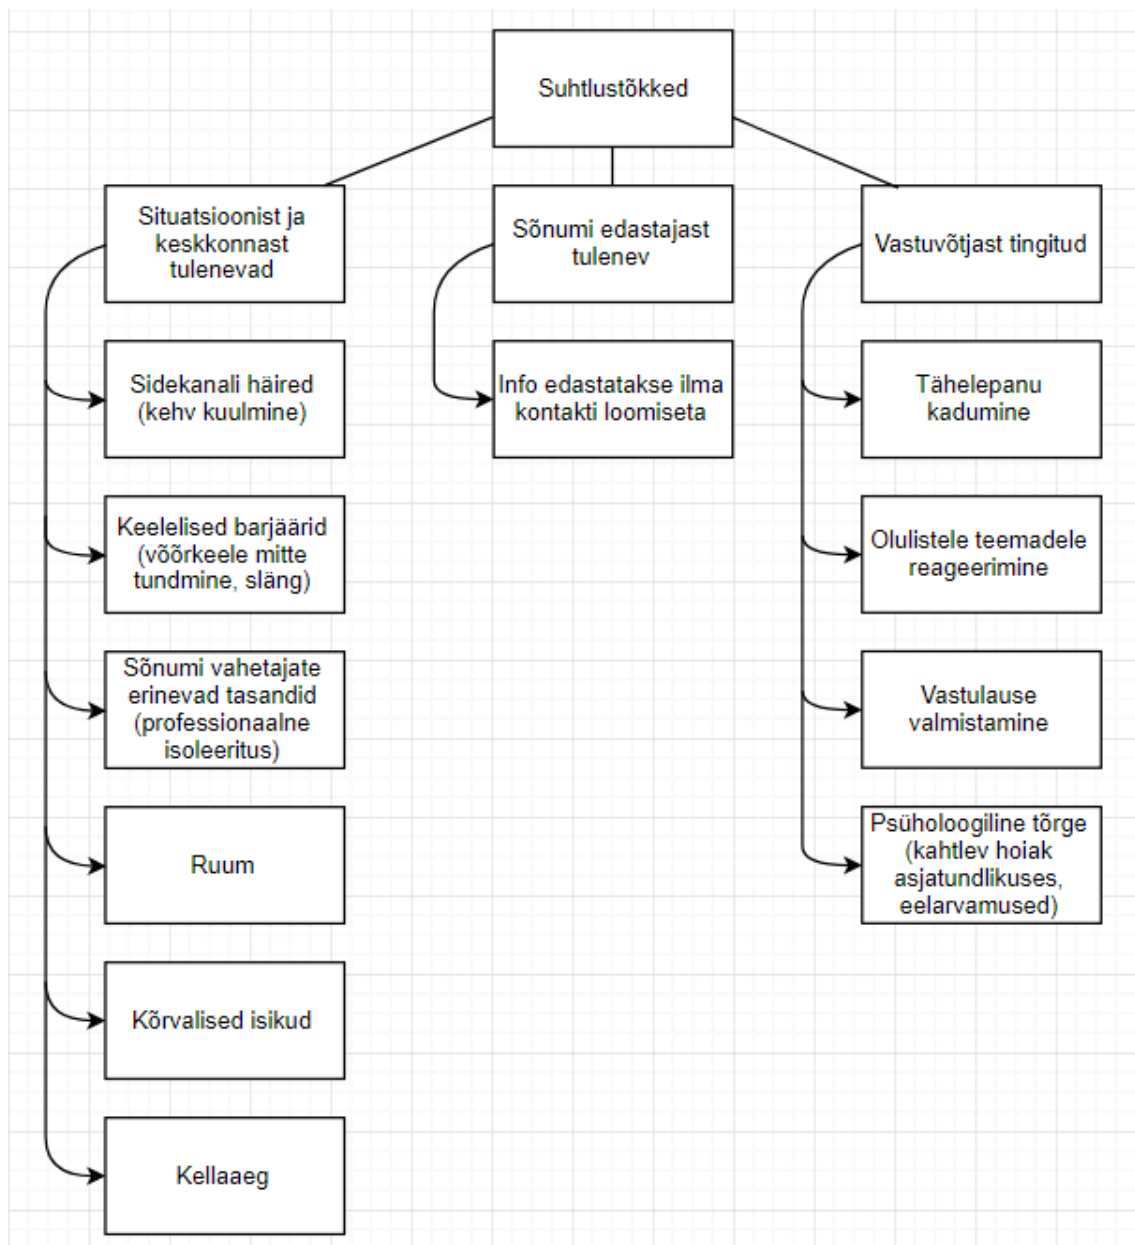 Suhtlustõkked
Situatsioonist ja
keskkonnast
tulenevad
Sidekanali häired
(kehv kuulmine)
Keelelised barjäärid
(võõrkeele mitte
tundmine, släng)
Sõnumi vahetajate
erinevad tasandid
(professionaalne
isoleeritus)
Ruum
Kõrvalised isikud
Kellaaeg
Sõnumi edastajast
tulenev
Info edastatakse ilma
kontakti loomiseta
Vastuvõtjast tingitud
Tähelepanu
kadumine
Olulistele teemadele
reageerimine
Vastulause
valmistamine
Psüholoogiline tõrge
(kahtlev hoiak
asjatundlikuses,
eelarvamused)